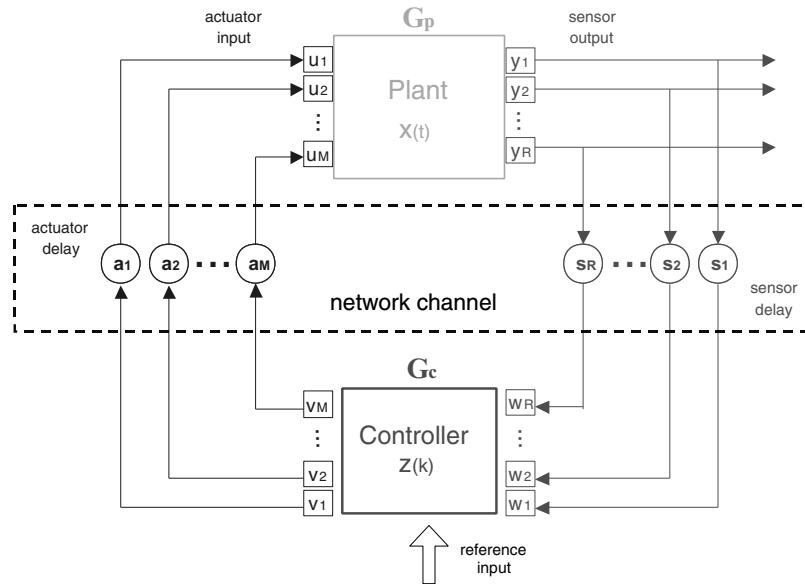 actuator
input
Gp
sensor
output
u1
y1
u2
Plant
y2
⋮
x(t)
⋮
uM
yR
actuator
delay
a1
a2
•••
aM
sR
•••
s2
s1
network channel
sensor
delay
Gc
vM
wR
⋮
Controller
⋮
z(k)
v2
w2
v1
w1
reference
input